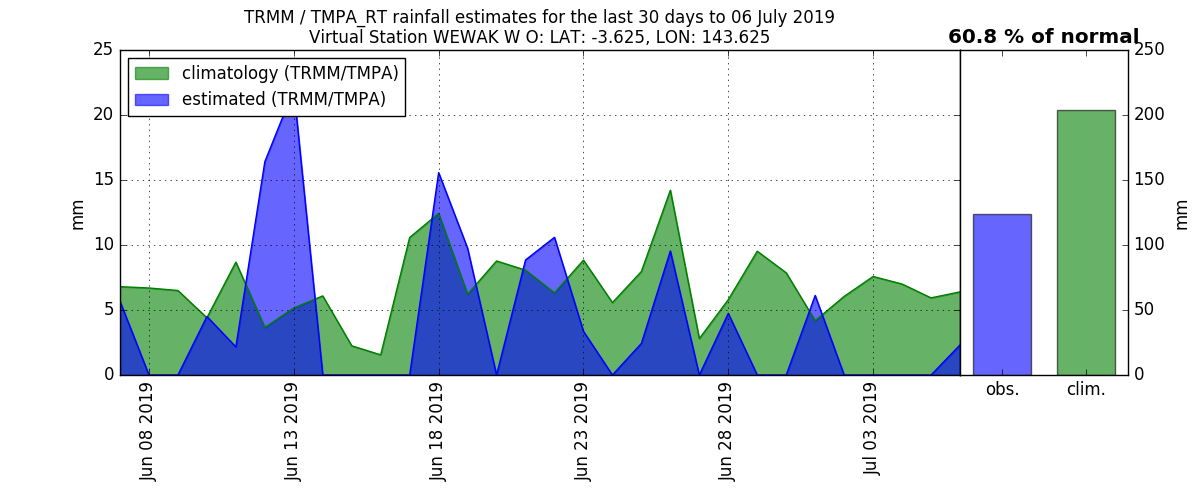 TRMM / TMPA_RT rainfall estimates for the last 30 days to 06 July 2019
Virtual Station WEWAK W O: LAT: -3.625, LON: 143.625
60.8 % of normal
climatology (TRMM/TMPA)
estimated (TRMM/TMPA)
25
20
15
10
5
0
mm
250
200
150
100
50
0
mm
obs.
clim.
Jun 08 2019
Jun 13 2019
Jun 18 2019
Jun 23 2019
Jun 28 2019
Jul 03 2019